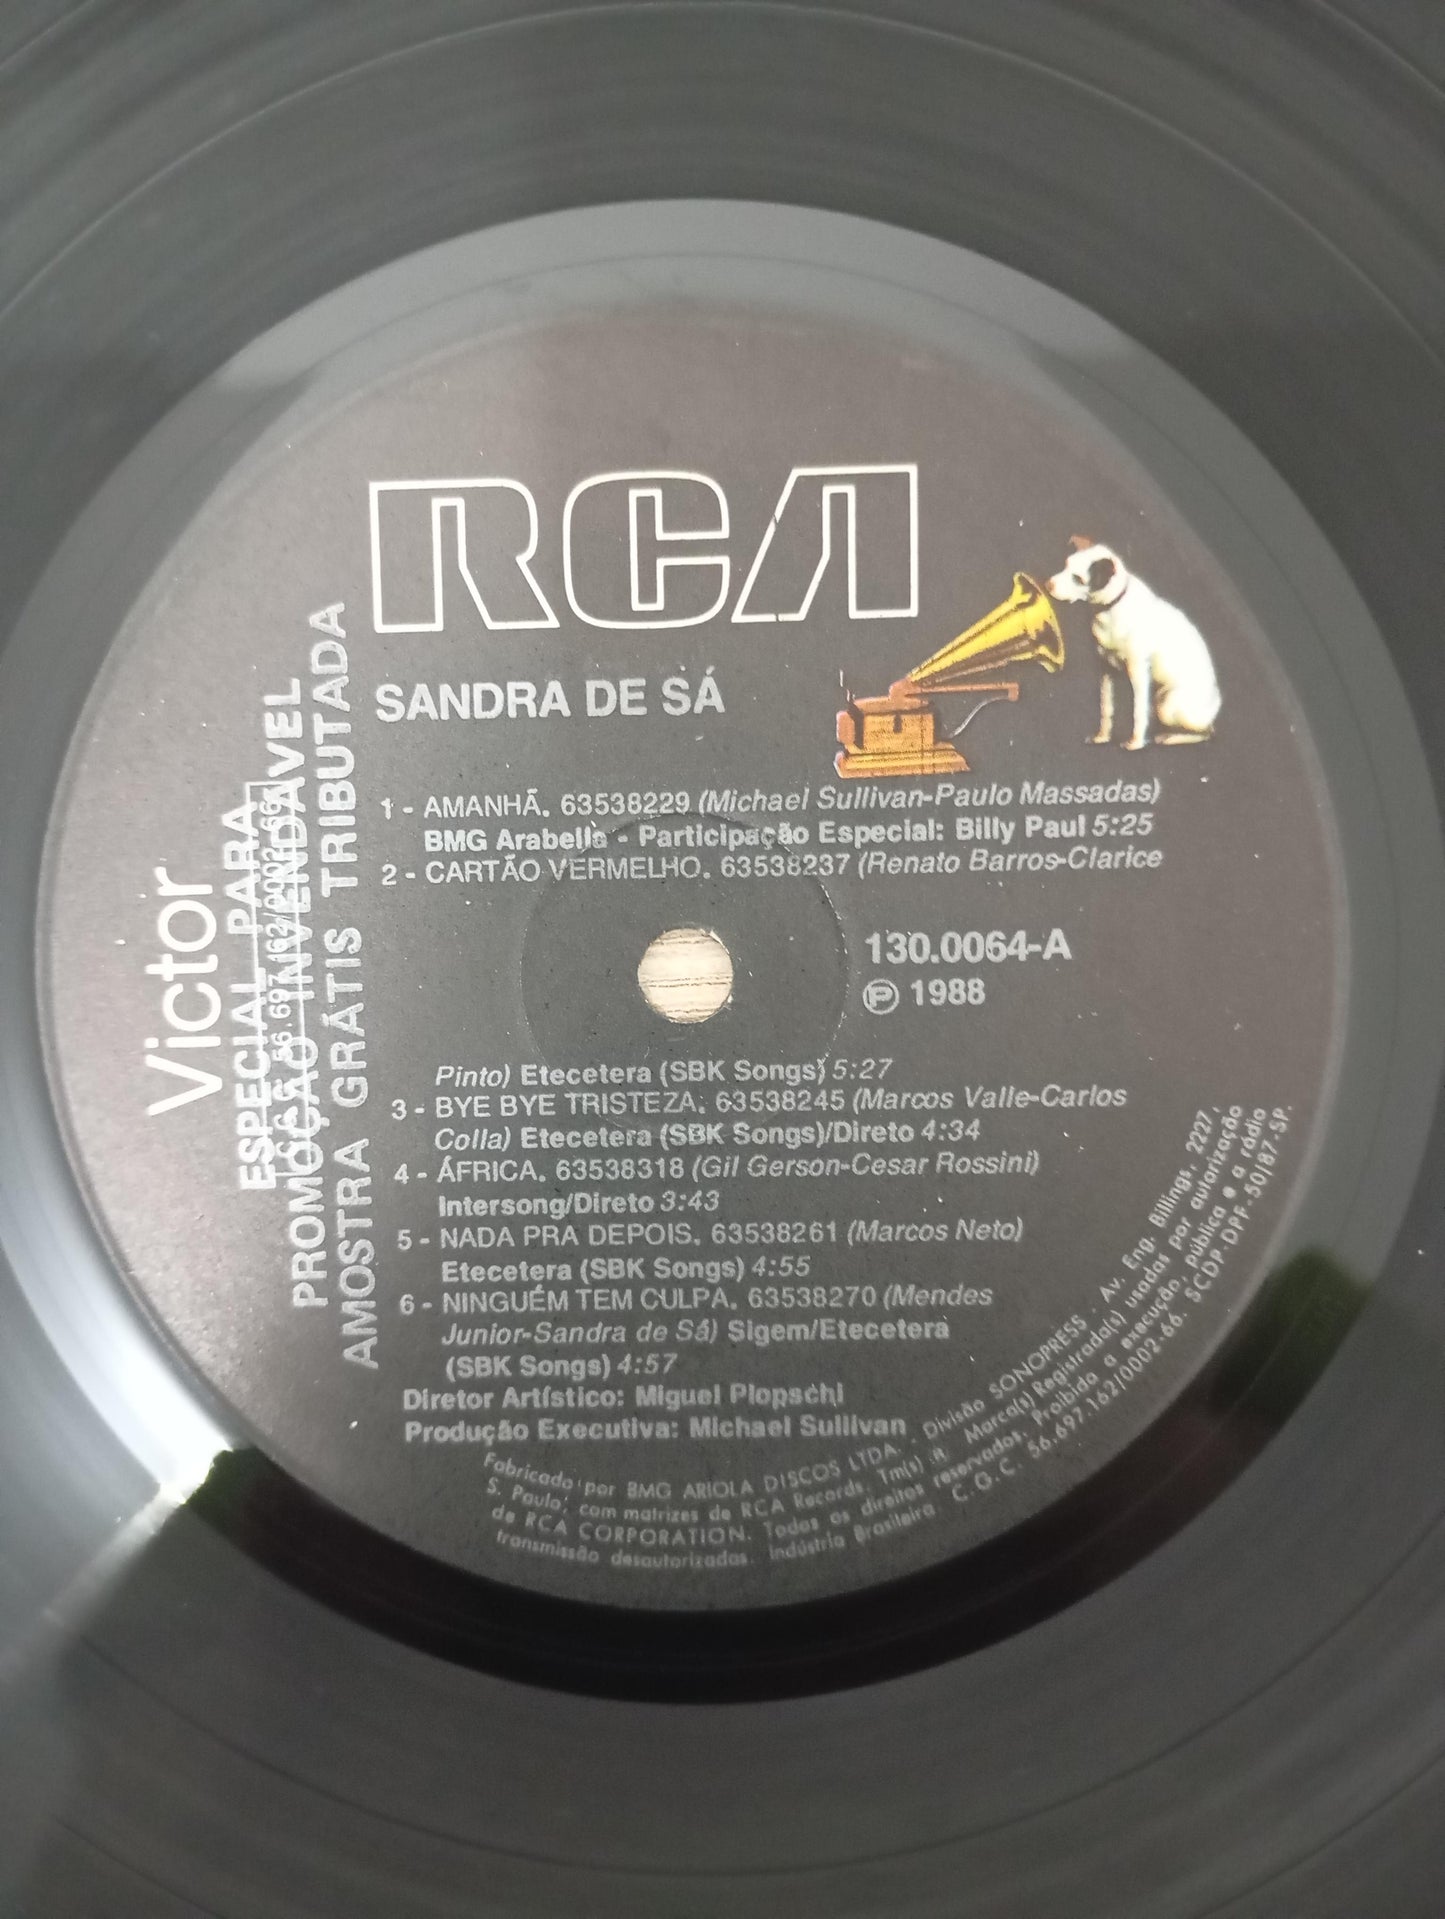 RCA
Victor
ESPECIAL PARA
PROMOÇÃO INVENDÁVEL
AMOSTRA GRÁTIS TRIBUTADA
SANDRA DE SÁ
1 - AMANHÃ. 63538229 (Michael Sullivan-Paulo Massadas)
BMG Arabella - Participação Especial: Billy Paul 5:25
2 - CARTÃO VERMELHO. 63538237 (Renato Barros-Clarice
130.0064-A
℗ 1988
Pinto) Etecetera (SBK Songs) 5:27
3 - BYE BYE TRISTEZA. 63538245 (Marcos Valle-Carlos
Colla) Etecetera (SBK Songs)/Direto 4:34
4 - ÁFRICA. 63538318 (Gil Gerson-Cesar Rossini)
Intersong/Direto 3:43
5 - NADA PRA DEPOIS. 63538261 (Marcos Neto)
Etecetera (SBK Songs) 4:55
6 - NINGUÉM TEM CULPA. 63538270 (Mendes
Junior-Sandra de Sá) Sigem/Etecetera
(SBK Songs) 4:57
Diretor Artístico: Miguel Plopschi
Produção Executiva: Michael Sullivan
Fabricado por BMG ARIOLA DISCOS LTDA. - Divisão SONOPRESS - Av. Eng. Billings, 2227,
S. Paulo, com matrizes de RCA Records. Tm(s) ® Marca(s) Registrada(s) usadas por autorização
de RCA CORPORATION. Todos os direitos reservados. Proibida a execução, pública e a rádio
transmissão desautorizadas. Indústria Brasileira C.G.C. 56.697.162/0002-66. SCDP-DPF-50/87-SP.